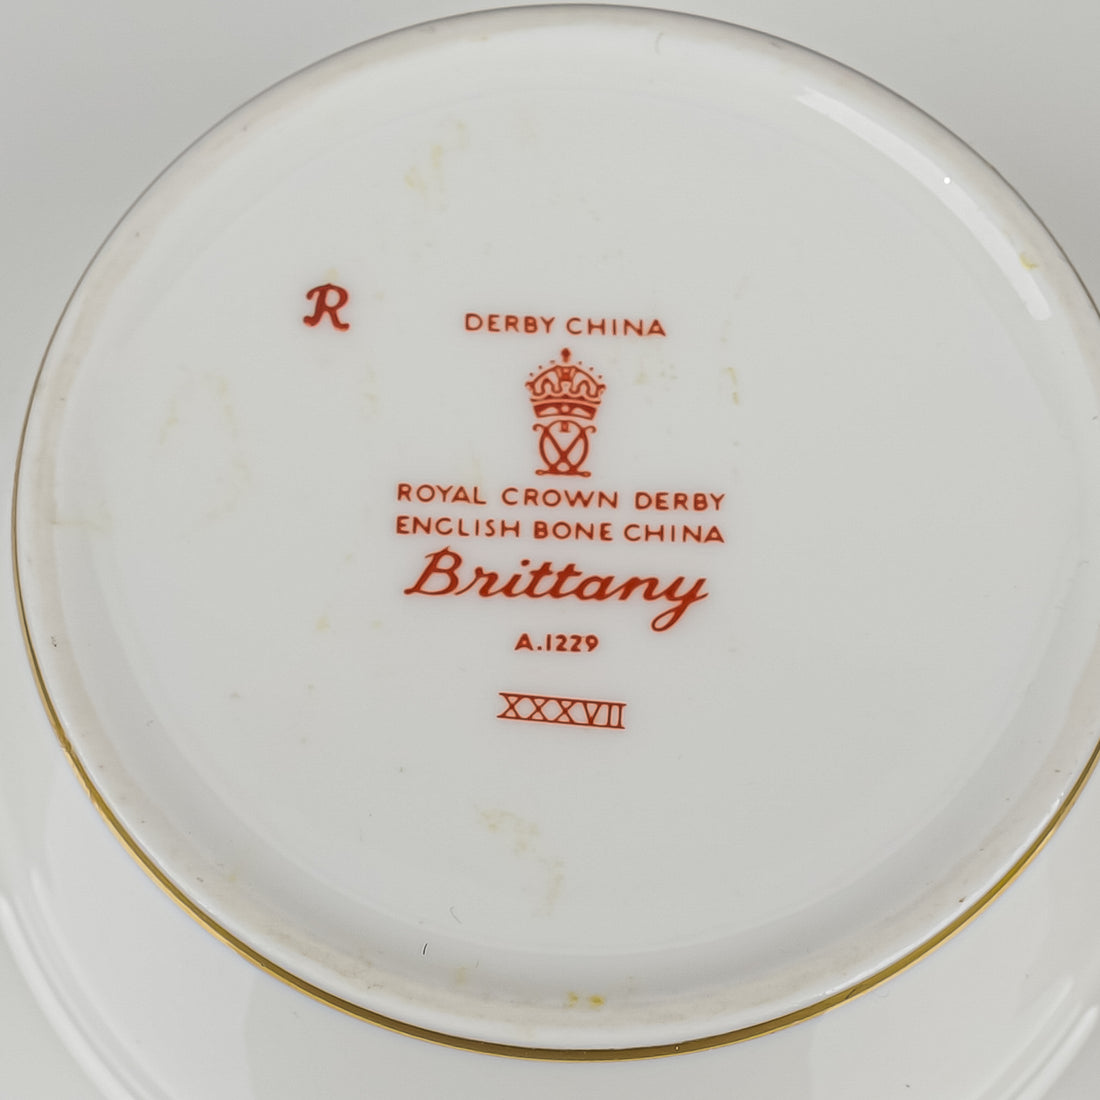 R
DERBY CHINA
ROYAL CROWN DERBY
ENGLISH BONE CHINA
Brittany
A.1229
XXXVII